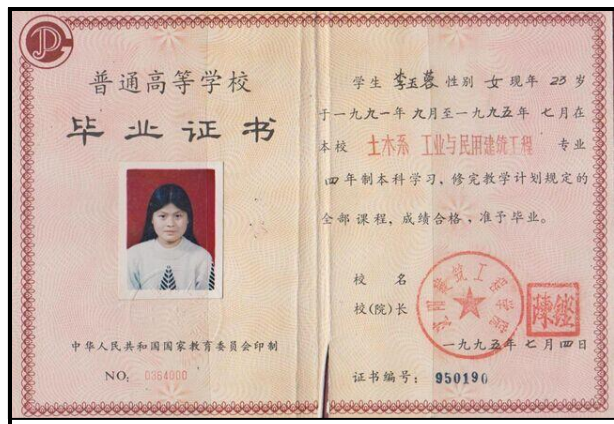 普通高等学校
毕业证书
中华人民共和国国家教育委员会印制
NO: 0364000
学生 李玉蓉 性别 女 现年 23 岁
于一九九一年 九月至一九九五年 七月在
本校 土木系 工业与民用建筑工程 专业
四年制本科学习，修完教学计划规定的
全部课程，成绩合格，准予毕业。
校 名
校(院)长
一九九五年七月四日
证书编号： 950190